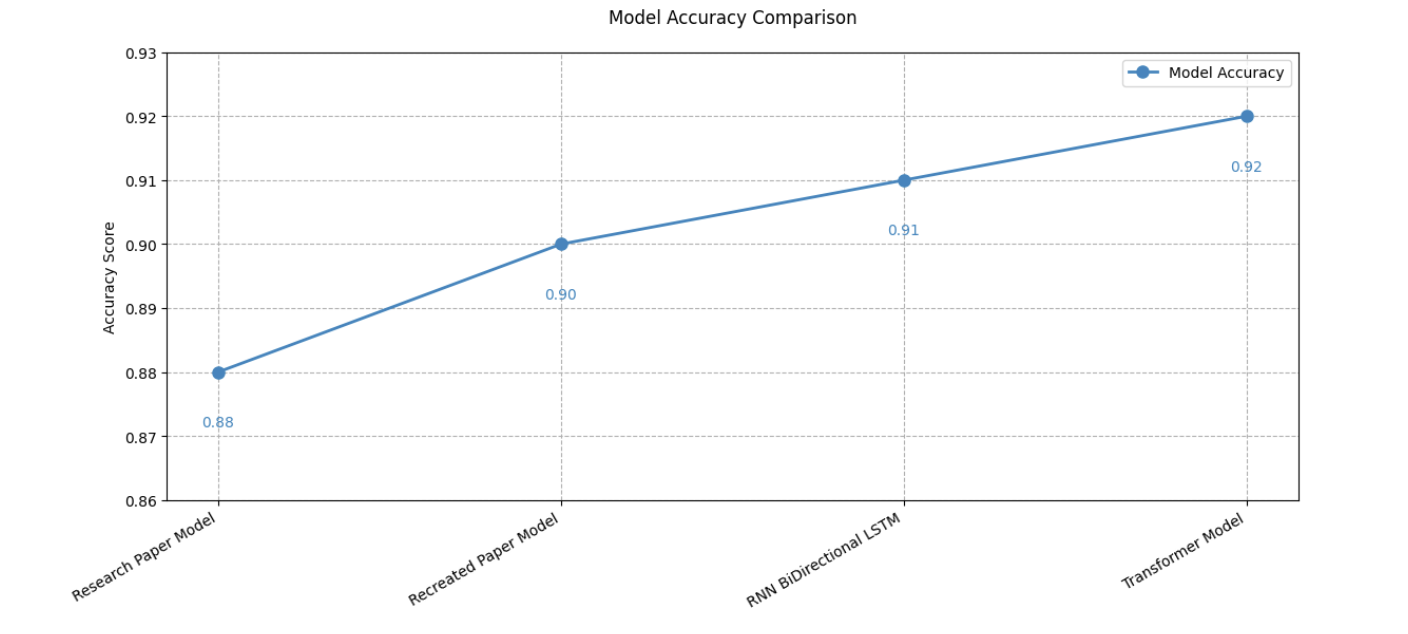 Model Accuracy Comparison
Model Accuracy
Accuracy Score
0.93
0.92
0.91
0.90
0.89
0.88
0.87
0.86
0.88
0.90
0.91
0.92
Research Paper Model
Recreated Paper Model
RNN BiDirectional LSTM
Transformer Model